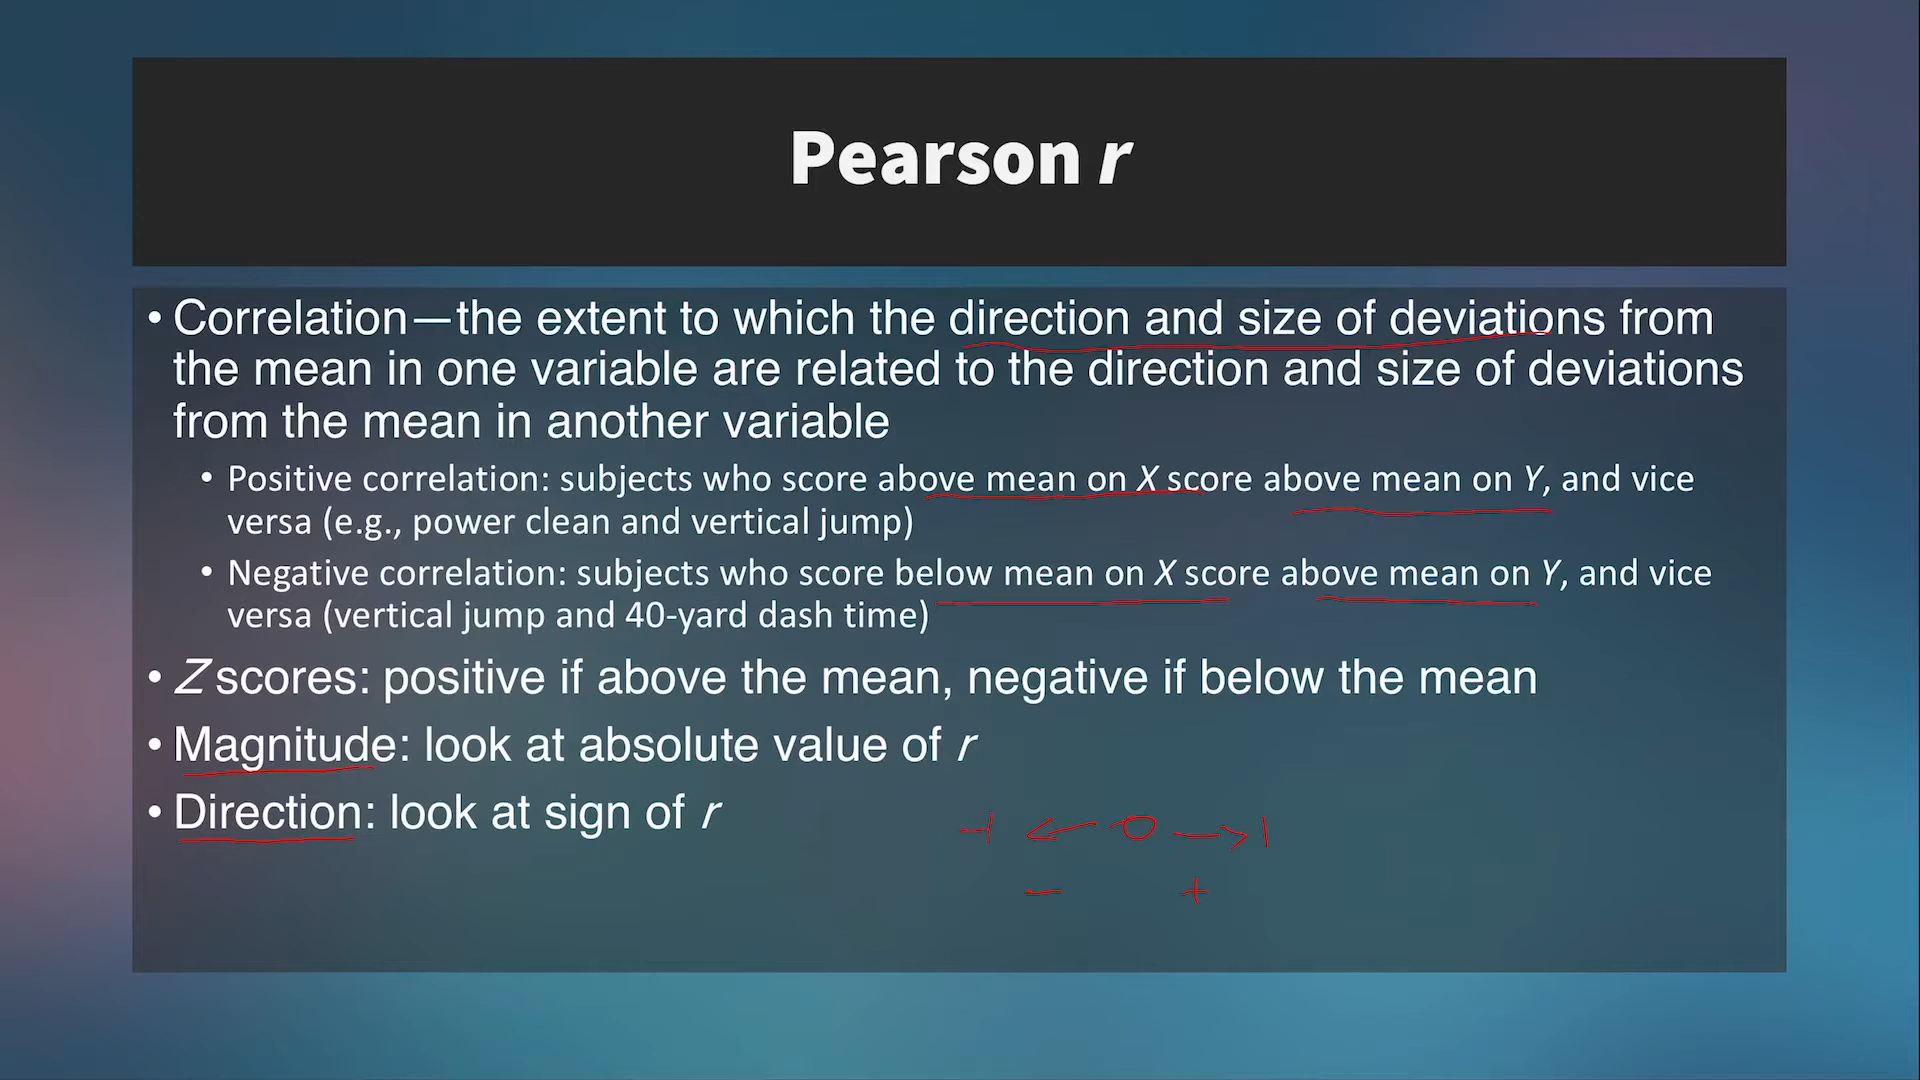 Pearson r
• Correlation—the extent to which the direction and size of deviations from
the mean in one variable are related to the direction and size of deviations
from the mean in another variable
• Positive correlation: subjects who score above mean on X score above mean on Y, and vice
versa (e.g., power clean and vertical jump)
• Negative correlation: subjects who score below mean on X score above mean on Y, and vice
versa (vertical jump and 40-yard dash time)
• Z scores: positive if above the mean, negative if below the mean
• Magnitude: look at absolute value of r
• Direction: look at sign of r
-1 ← 0 → 1
− +